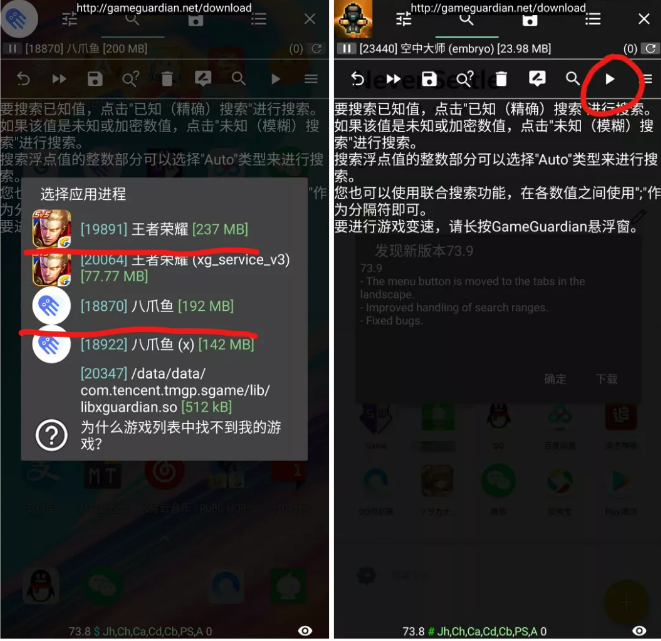 http://gameguardian.net/download
[18870] 八爪鱼 [200 MB]
(0)
要搜索已知值，点击"已知（精确）搜索"进行搜索。
如果该值是未知或加密数值，点击"未知（模糊）搜
索"进行搜索。
搜索浮点值的整数部分可以选择"Auto"类型来进行搜
索。
您
"作
为分
要进
选择应用进程
[19891] 王者荣耀 [237 MB]
[20064] 王者荣耀 (xg_service_v3)
[77.77 MB]
[18870] 八爪鱼 [192 MB]
[18922] 八爪鱼 (x) [142 MB]
[20347] /data/data/
com.tencent.tmgp.sgame/lib/
libxguardian.so [512 kB]
为什么游戏列表中找不到我的游
戏？
73.8 $ Jh,Ch,Ca,Cd,Cb,PS,A 0
http://gameguardian.net/download
[23440] 空中大师 (embryo) [23.98 MB]
(0)
Never Settle
要搜索已知值，点击"已知（精确）搜索"进行搜索。
如果该值是未知或加密数值，点击"未知（模糊）搜
索"进行搜索。
搜索浮点值的整数部分可以选择"Auto"类型来进行搜
索。
您也可以使用联合搜索功能，在各数值之间使用";"作
为分隔符即可。
要进行游戏变速，请长按GameGuardian悬浮窗。
发现新版本73.9
73.9
- The menu button is moved to the tabs in the
landscape.
- Improved handling of search ranges.
- Fixed bugs.
确定
下载
QQ
73.8 # Jh,Ch,Ca,Cd,Cb,PS,A 0